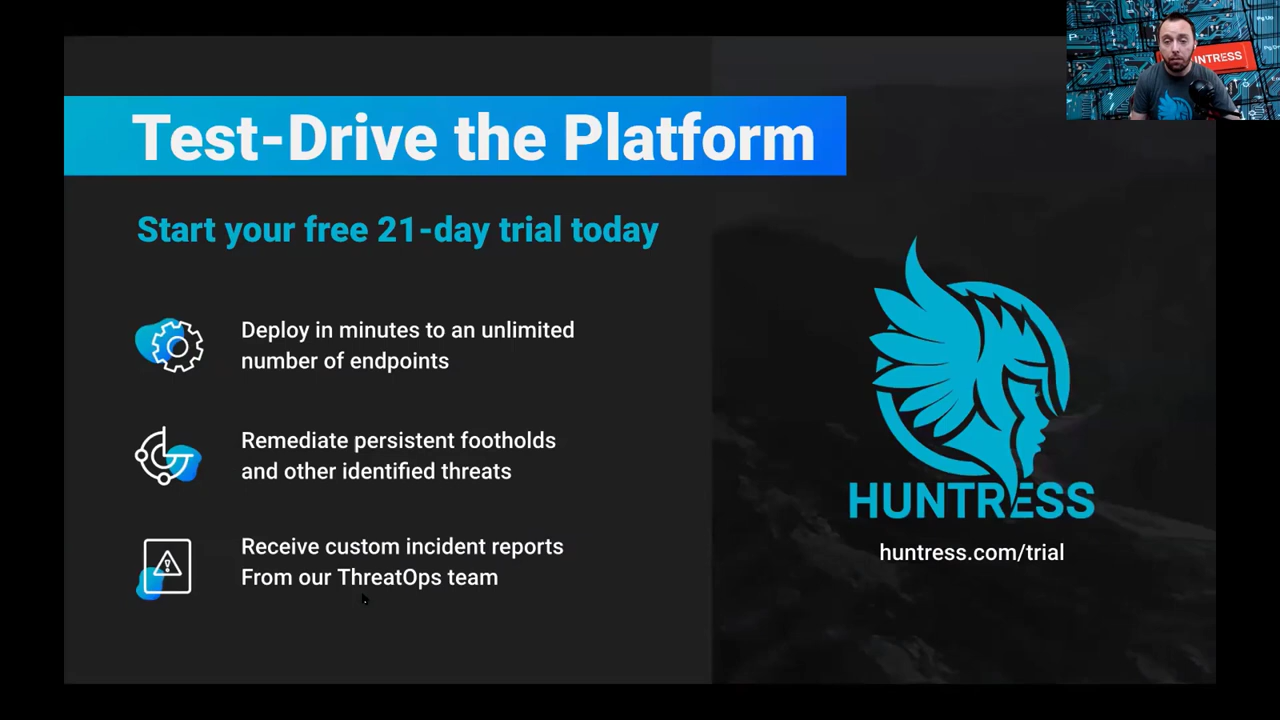 Test-Drive the Platform
Start your free 21-day trial today
Deploy in minutes to an unlimited
number of endpoints
Remediate persistent footholds
and other identified threats
Receive custom incident reports
From our ThreatOps team
HUNTRESS
huntress.com/trial
NTRESS